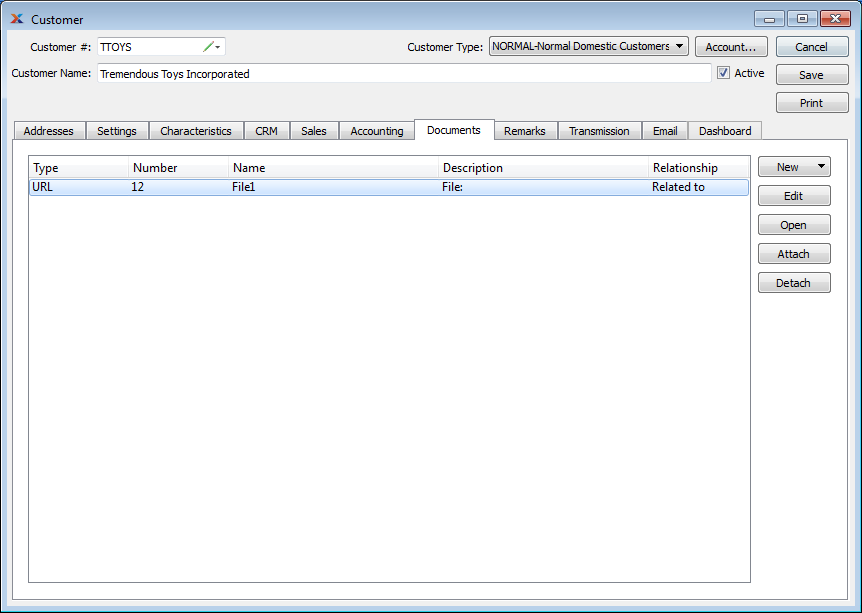 Customer
Customer #: TTOYS Customer Type: NORMAL-Normal Domestic Customers Account... Cancel
Customer Name: Tremendous Toys Incorporated Active Save
Print
Addresses Settings Characteristics CRM Sales Accounting Documents Remarks Transmission Email Dashboard
Type Number Name Description Relationship New
URL 12 File1 File: Related to
Edit
Open
Attach
Detach